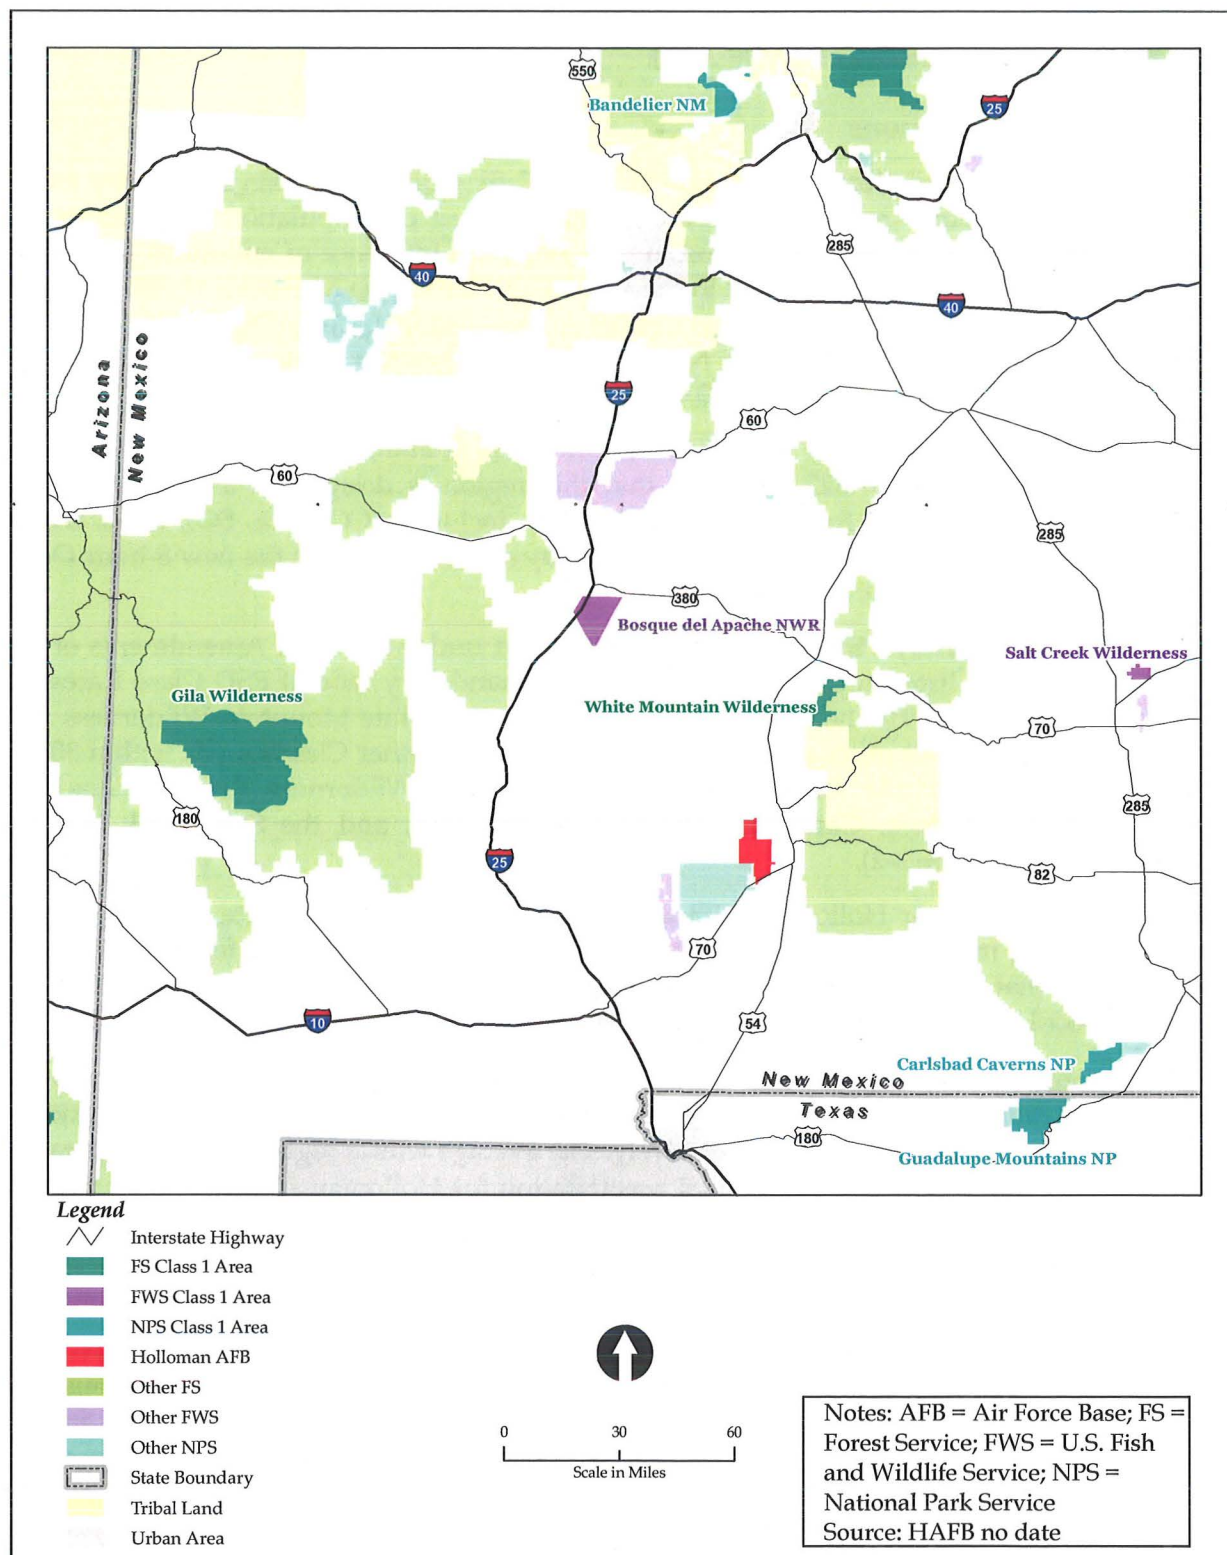 550
25
Bandelier NM
285
40
40
Arizona
New Mexico
25
60
60
285
380
Bosque del Apache NWR
Salt Creek Wilderness
Gila Wilderness
White Mountain Wilderness
70
180
285
25
82
70
10
54
Carlsbad Caverns NP
New Mexico
Texas
180
Guadalupe Mountains NP
Legend
Interstate Highway
FS Class 1 Area
FWS Class 1 Area
NPS Class 1 Area
Holloman AFB
Other FS
Other FWS
Other NPS
State Boundary
Tribal Land
Urban Area
0 30 60
Scale in Miles
Notes: AFB = Air Force Base; FS =
Forest Service; FWS = U.S. Fish
and Wildlife Service; NPS =
National Park Service
Source: HAFB no date